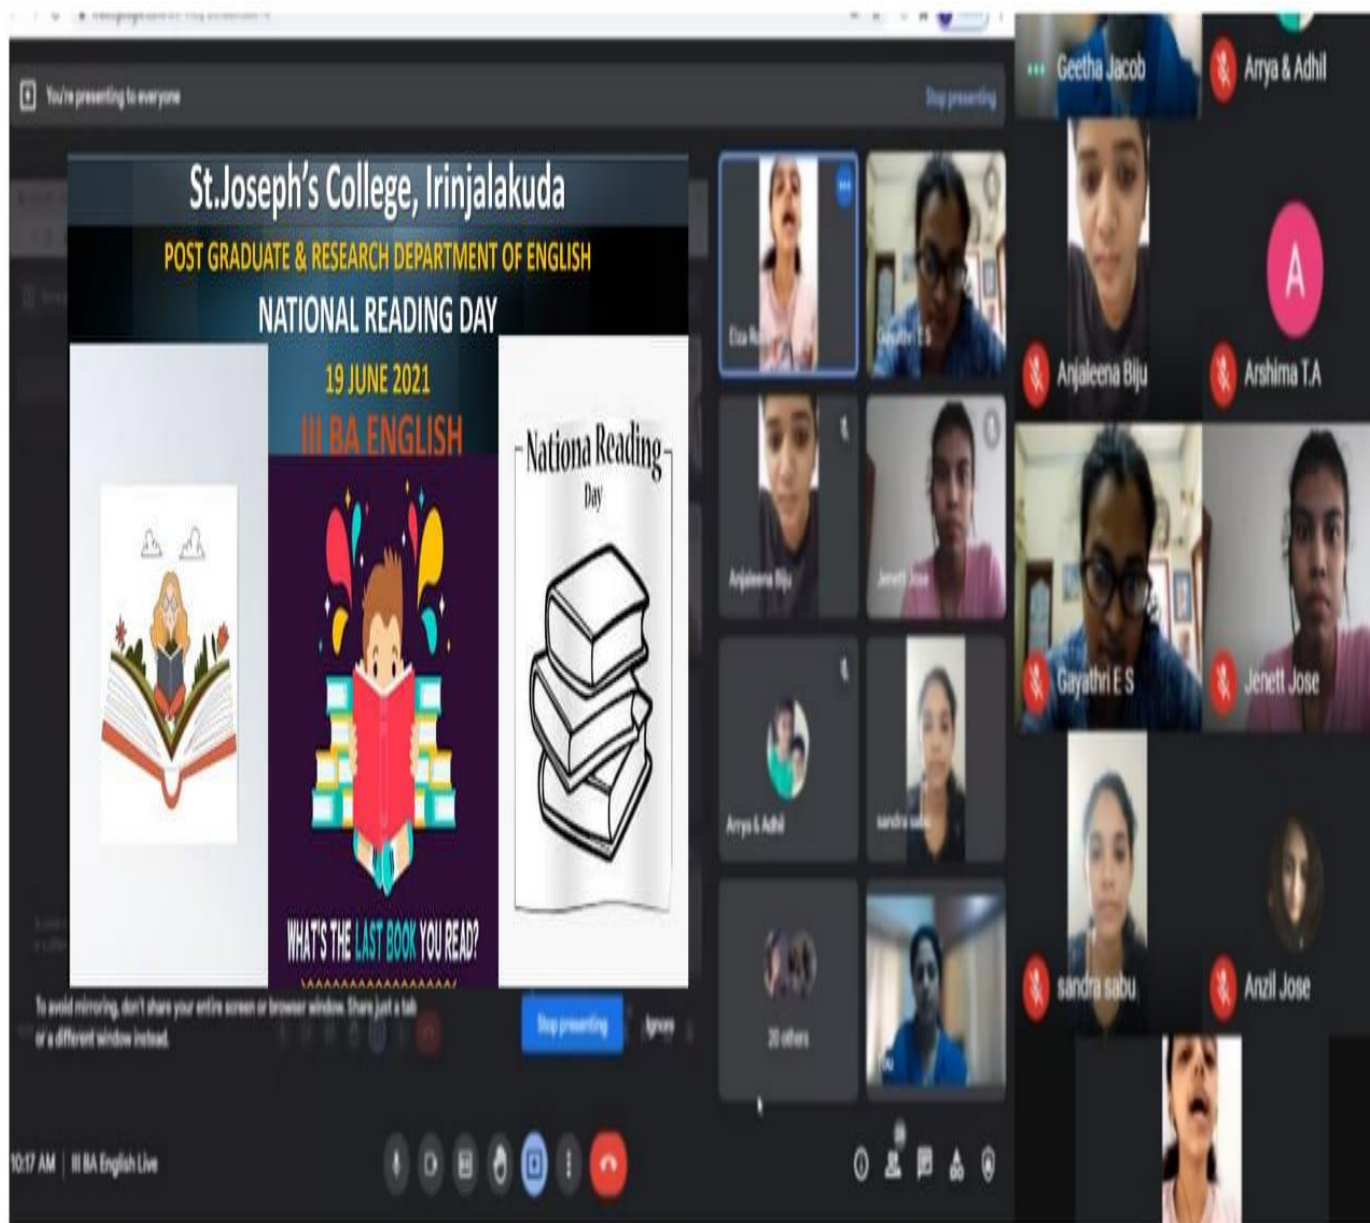 You're presenting to everyone
Stop presenting
St.Joseph's College, Irinjalakuda
POST GRADUATE & RESEARCH DEPARTMENT OF ENGLISH
NATIONAL READING DAY
19 JUNE 2021
III BA ENGLISH
-Nationa Reading-
Day
WHAT'S THE LAST BOOK YOU READ?
To avoid mirroring, don't share your entire screen or browser window. Share just a tab
or a different window instead.
Stop presenting
Ignore
10:17 AM | III BA English Live
Eliza
Gayathri E S
Anjaleena Biju
Jenett Jose
Arrya & Adhil
sandra sabu
20 others
Geetha Jacob
Arrya & Adhil
Anjaleena Biju
A
Arshima T.A
Gayathri E S
Jenett Jose
sandra sabu
Anzil Jose